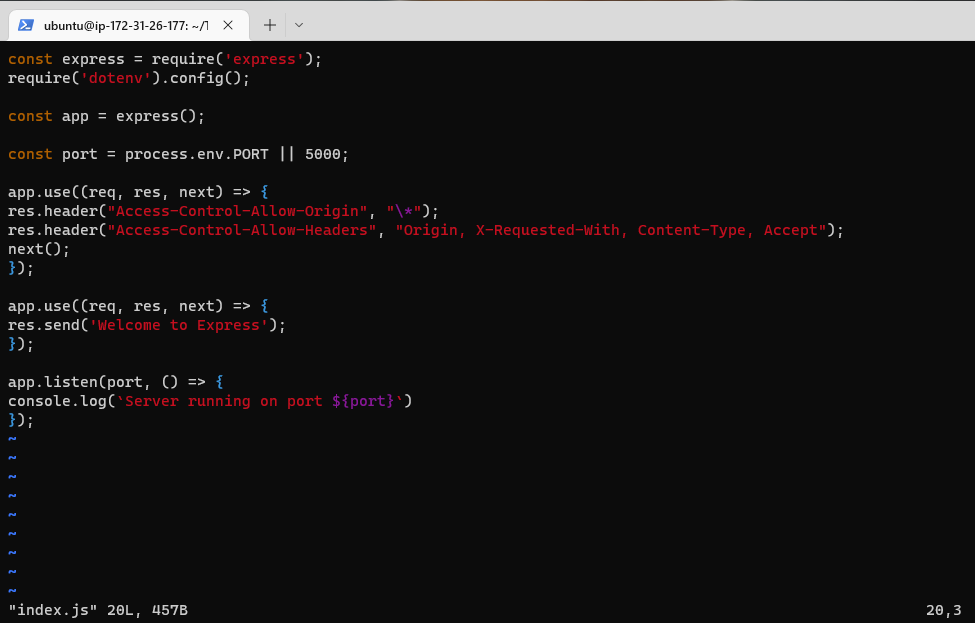 ubuntu@ip-172-31-26-177: ~/
const express = require('express');
require('dotenv').config();
const app = express();
const port = process.env.PORT || 5000;
app.use((req, res, next) => {
res.header("Access-Control-Allow-Origin", "\*");
res.header("Access-Control-Allow-Headers", "Origin, X-Requested-With, Content-Type, Accept");
next();
});
app.use((req, res, next) => {
res.send('Welcome to Express');
});
app.listen(port, () => {
console.log(`Server running on port ${port}`)
});
~
~
~
~
~
~
~
~
~
"index.js" 20L, 457B 20,3